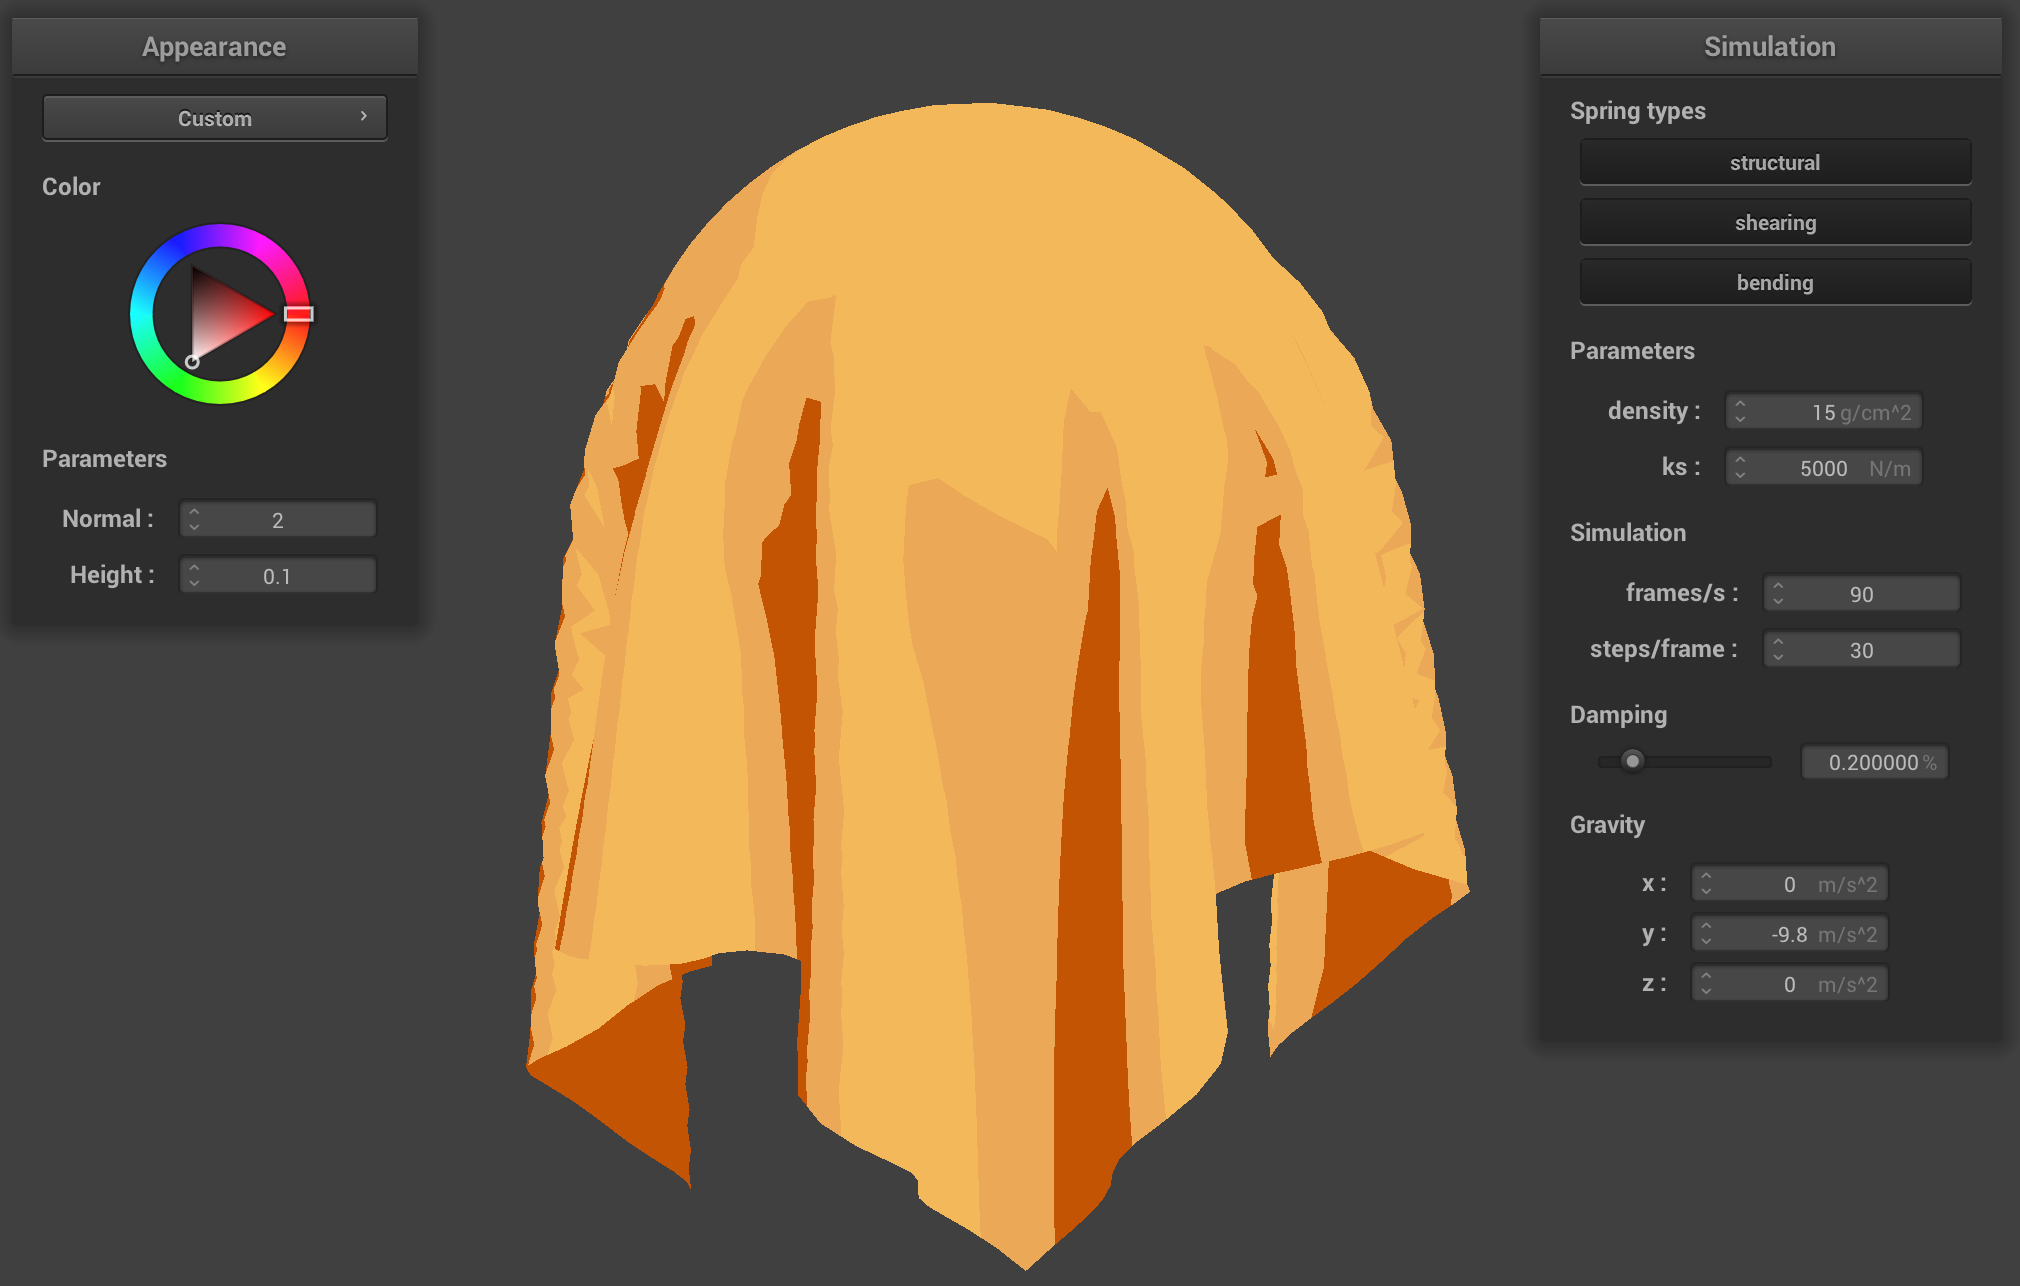 Appearance
Custom ›
Color
Parameters
Normal : 2
Height : 0.1
Simulation
Spring types
structural
shearing
bending
Parameters
density : 15 g/cm^2
ks : 5000 N/m
Simulation
frames/s : 90
steps/frame : 30
Damping
0.200000 %
Gravity
x : 0 m/s^2
y : -9.8 m/s^2
z : 0 m/s^2